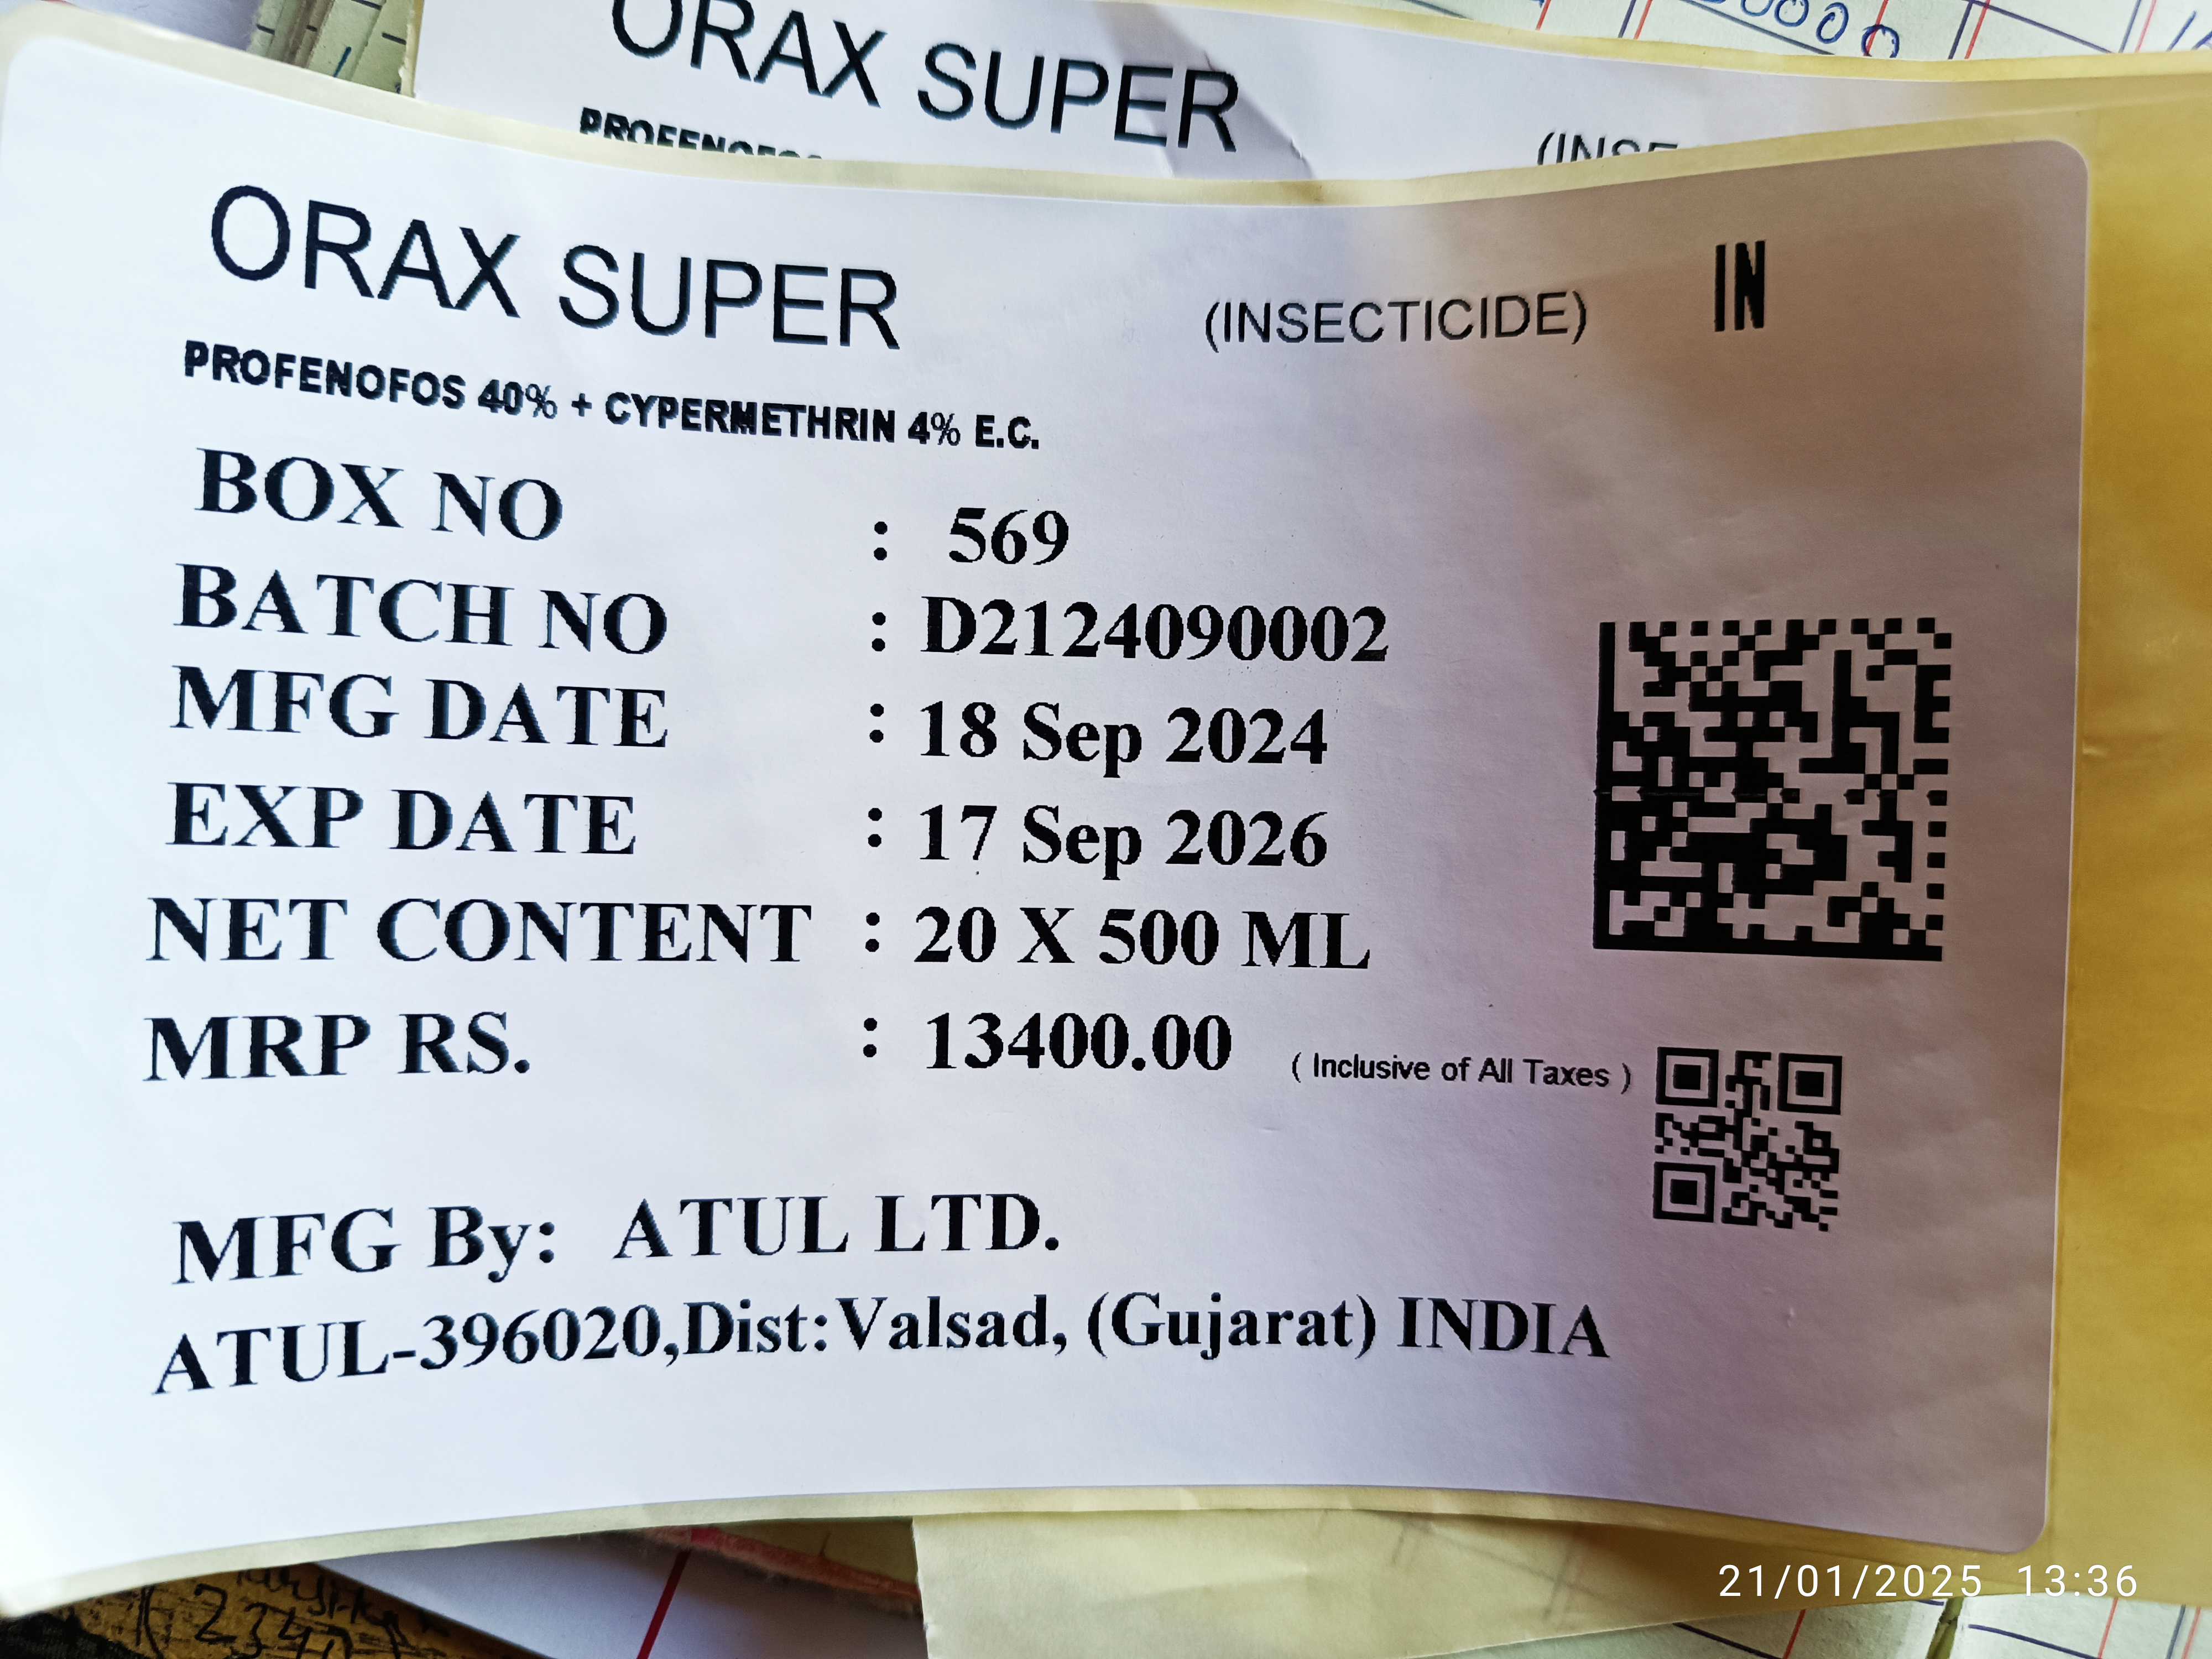 0000
ORAX SUPER
ORAX SUPER
(INSECTICIDE) IN
PROFENOFOS 40% + CYPERMETHRIN 4% E.C.
BOX NO : 569
BATCH NO : D2124090002
MFG DATE : 18 Sep 2024
EXP DATE : 17 Sep 2026
NET CONTENT : 20 X 500 ML
MRP RS. : 13400.00 ( Inclusive of All Taxes )
MFG By: ATUL LTD.
ATUL-396020,Dist:Valsad, (Gujarat) INDIA
21/01/2025 13:36